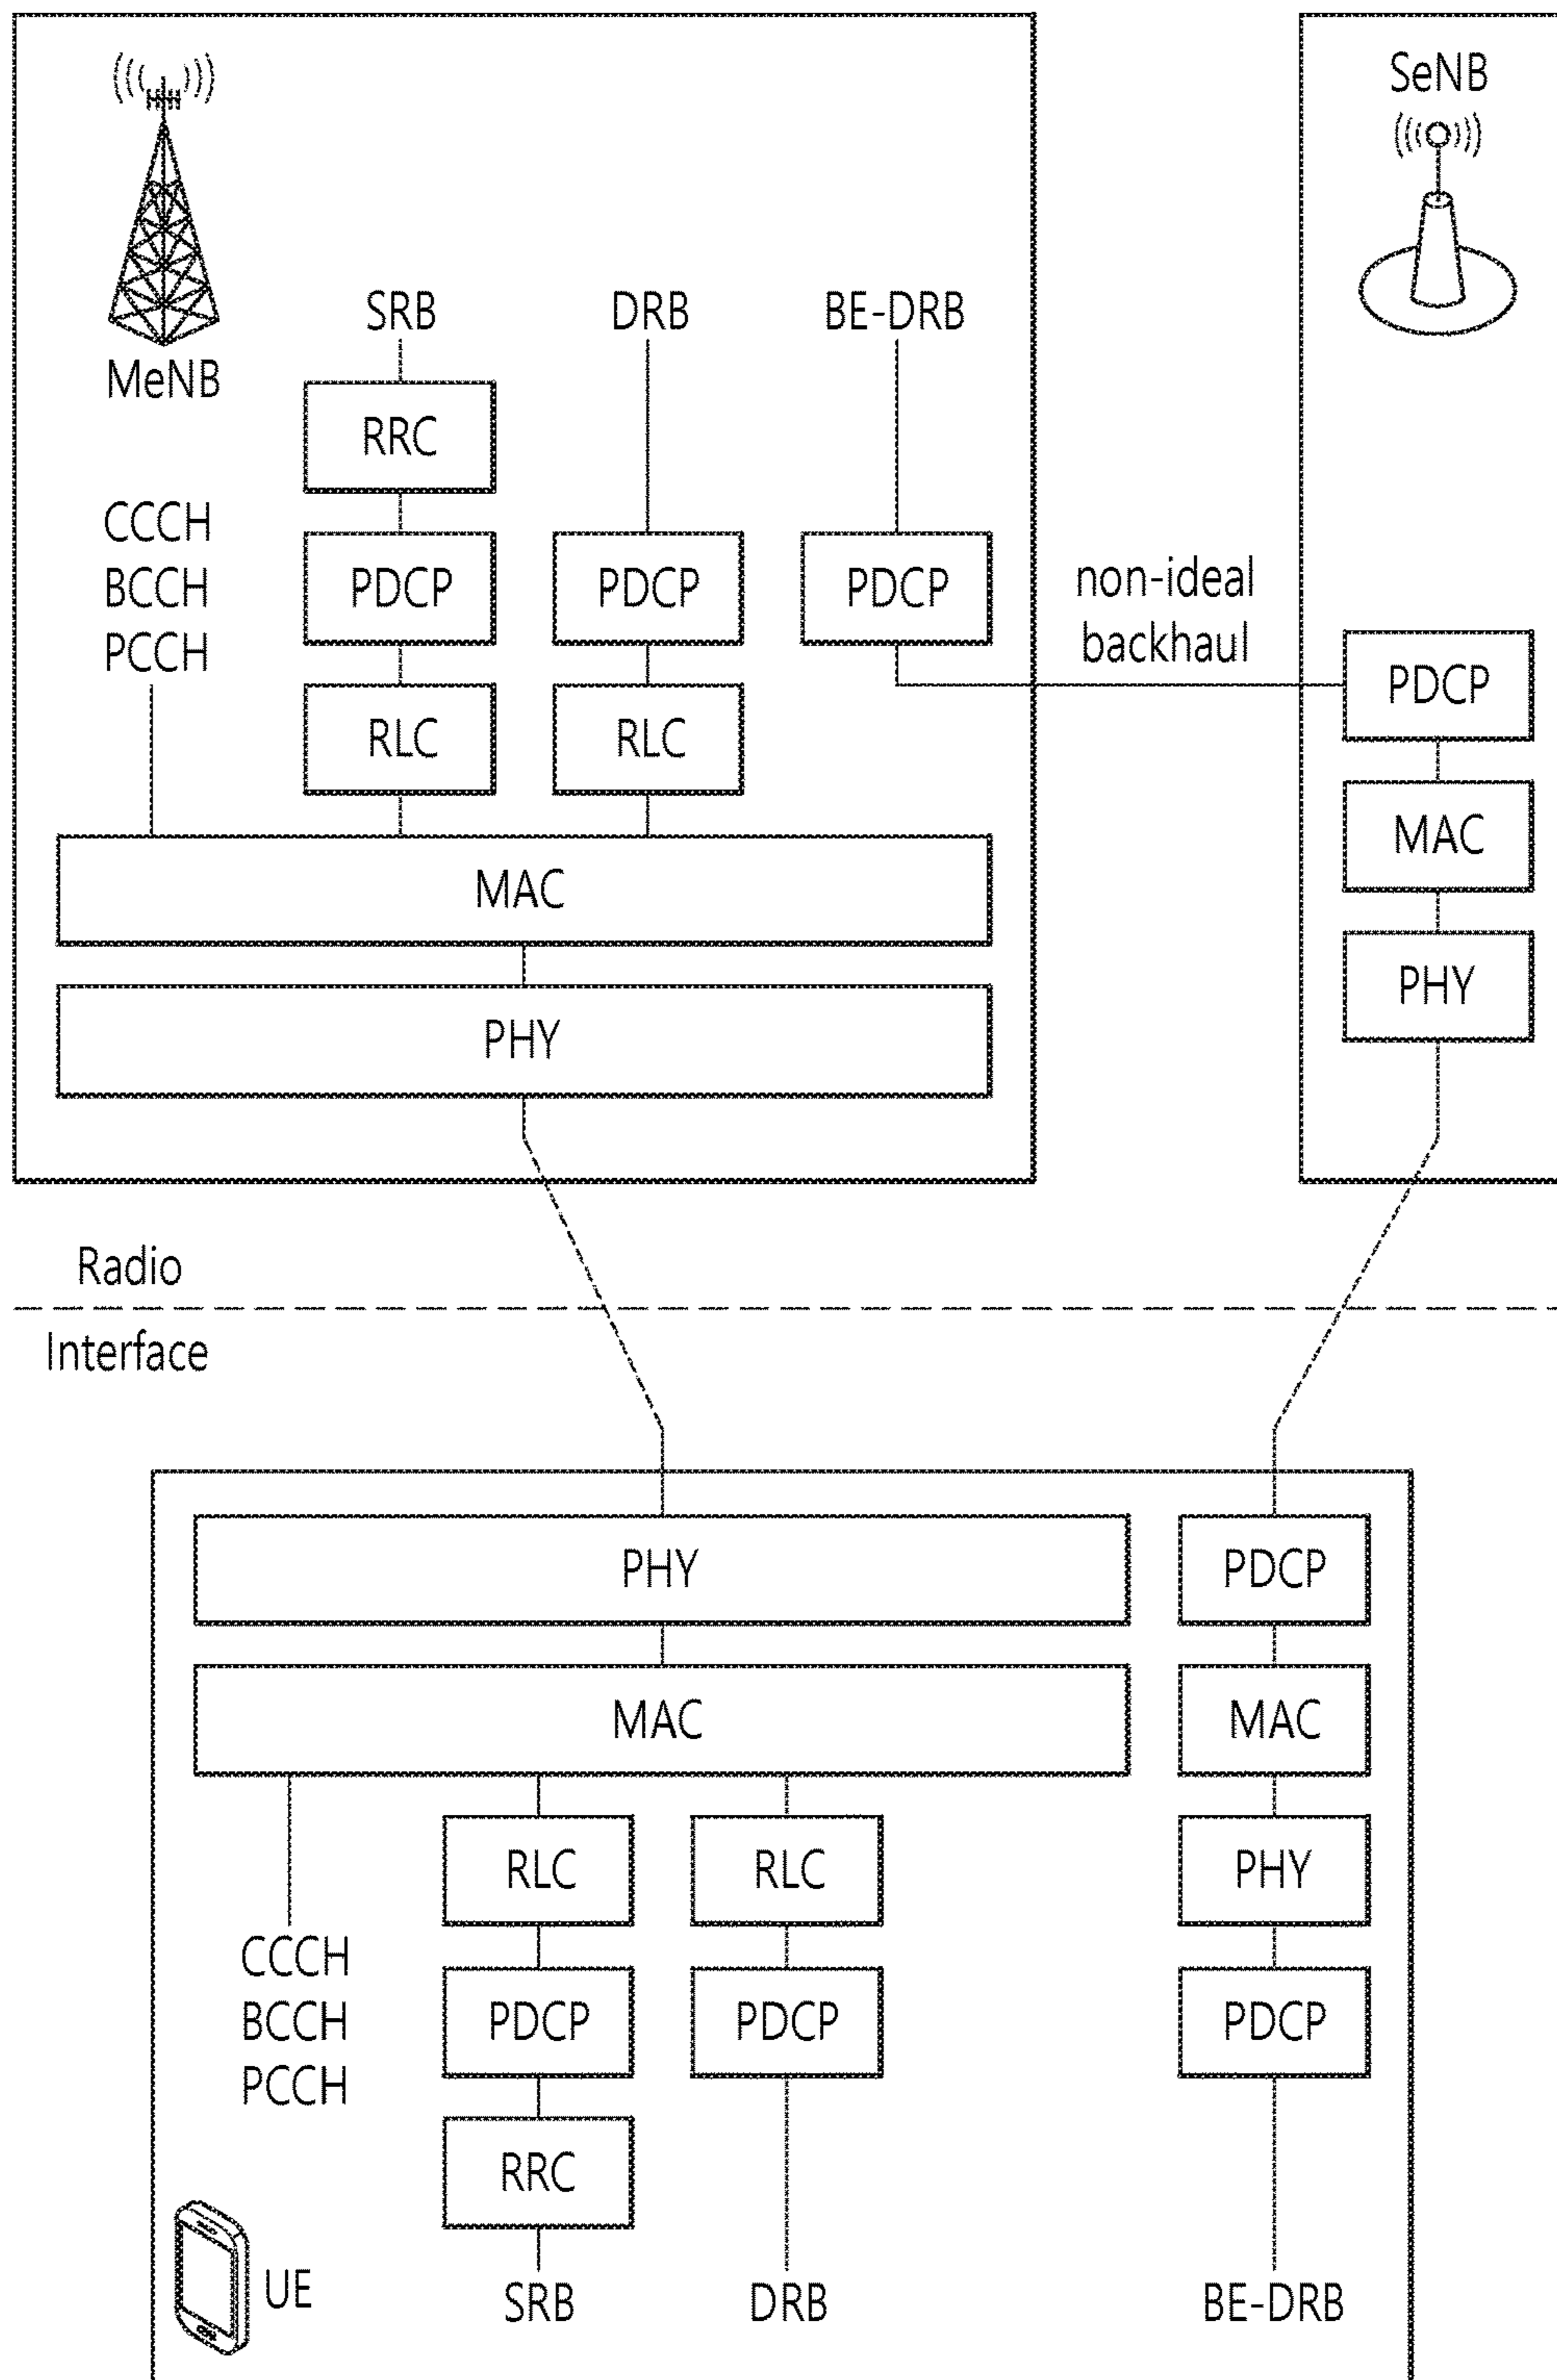 SeNB
MeNB
SRB
DRB
BE-DRB
RRC
CCCH
BCCH
PCCH
PDCP
PDCP
PDCP
non-ideal
backhaul
RLC
RLC
PDCP
MAC
MAC
PHY
PHY
Radio
Interface
PHY
PDCP
MAC
MAC
RLC
RLC
PHY
CCCH
BCCH
PCCH
PDCP
PDCP
PDCP
RRC
UE
SRB
DRB
BE-DRB